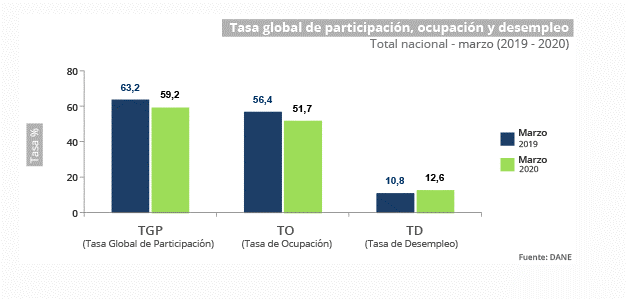 Tasa global de participación, ocupación y desempleo
Total nacional - marzo (2019 - 2020)
Tasa %
80
60
40
20
0
63,2
59,2
56,4
51,7
10,8
12,6
Marzo
2019
Marzo
2020
TGP
(Tasa Global de Participación)
TO
(Tasa de Ocupación)
TD
(Tasa de Desempleo)
Fuente: DANE